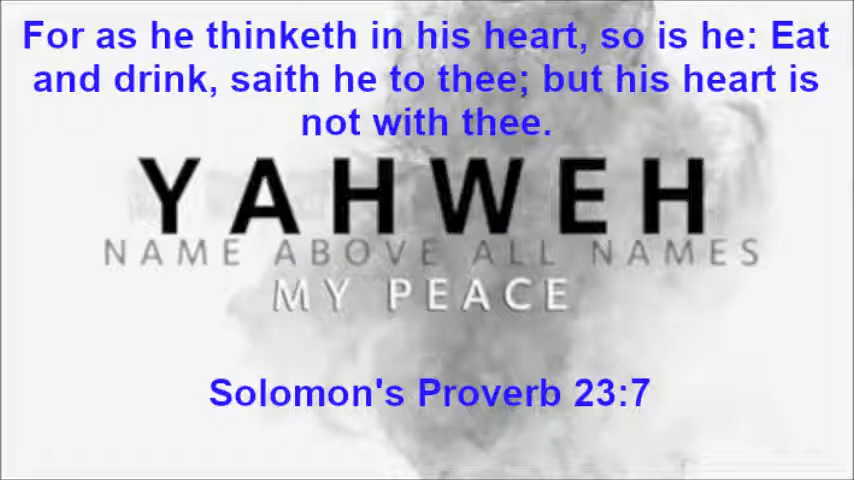 For as he thinketh in his heart, so is he: Eat
and drink, saith he to thee; but his heart is
not with thee.
YAHWEH
NAME ABOVE ALL NAMES
MY PEACE
Solomon's Proverb 23:7